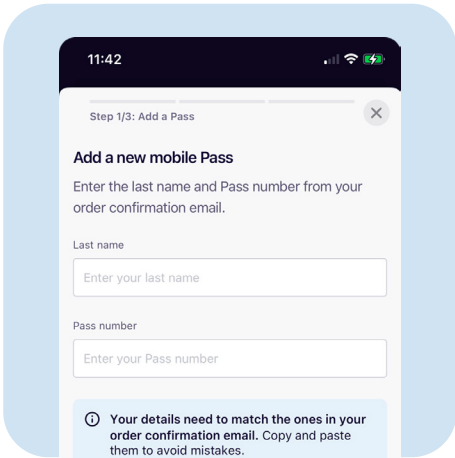 11:42
Step 1/3: Add a Pass
Add a new mobile Pass
Enter the last name and Pass number from your
order confirmation email.
Last name
Enter your last name
Pass number
Enter your Pass number
Your details need to match the ones in your
order confirmation email. Copy and paste
them to avoid mistakes.